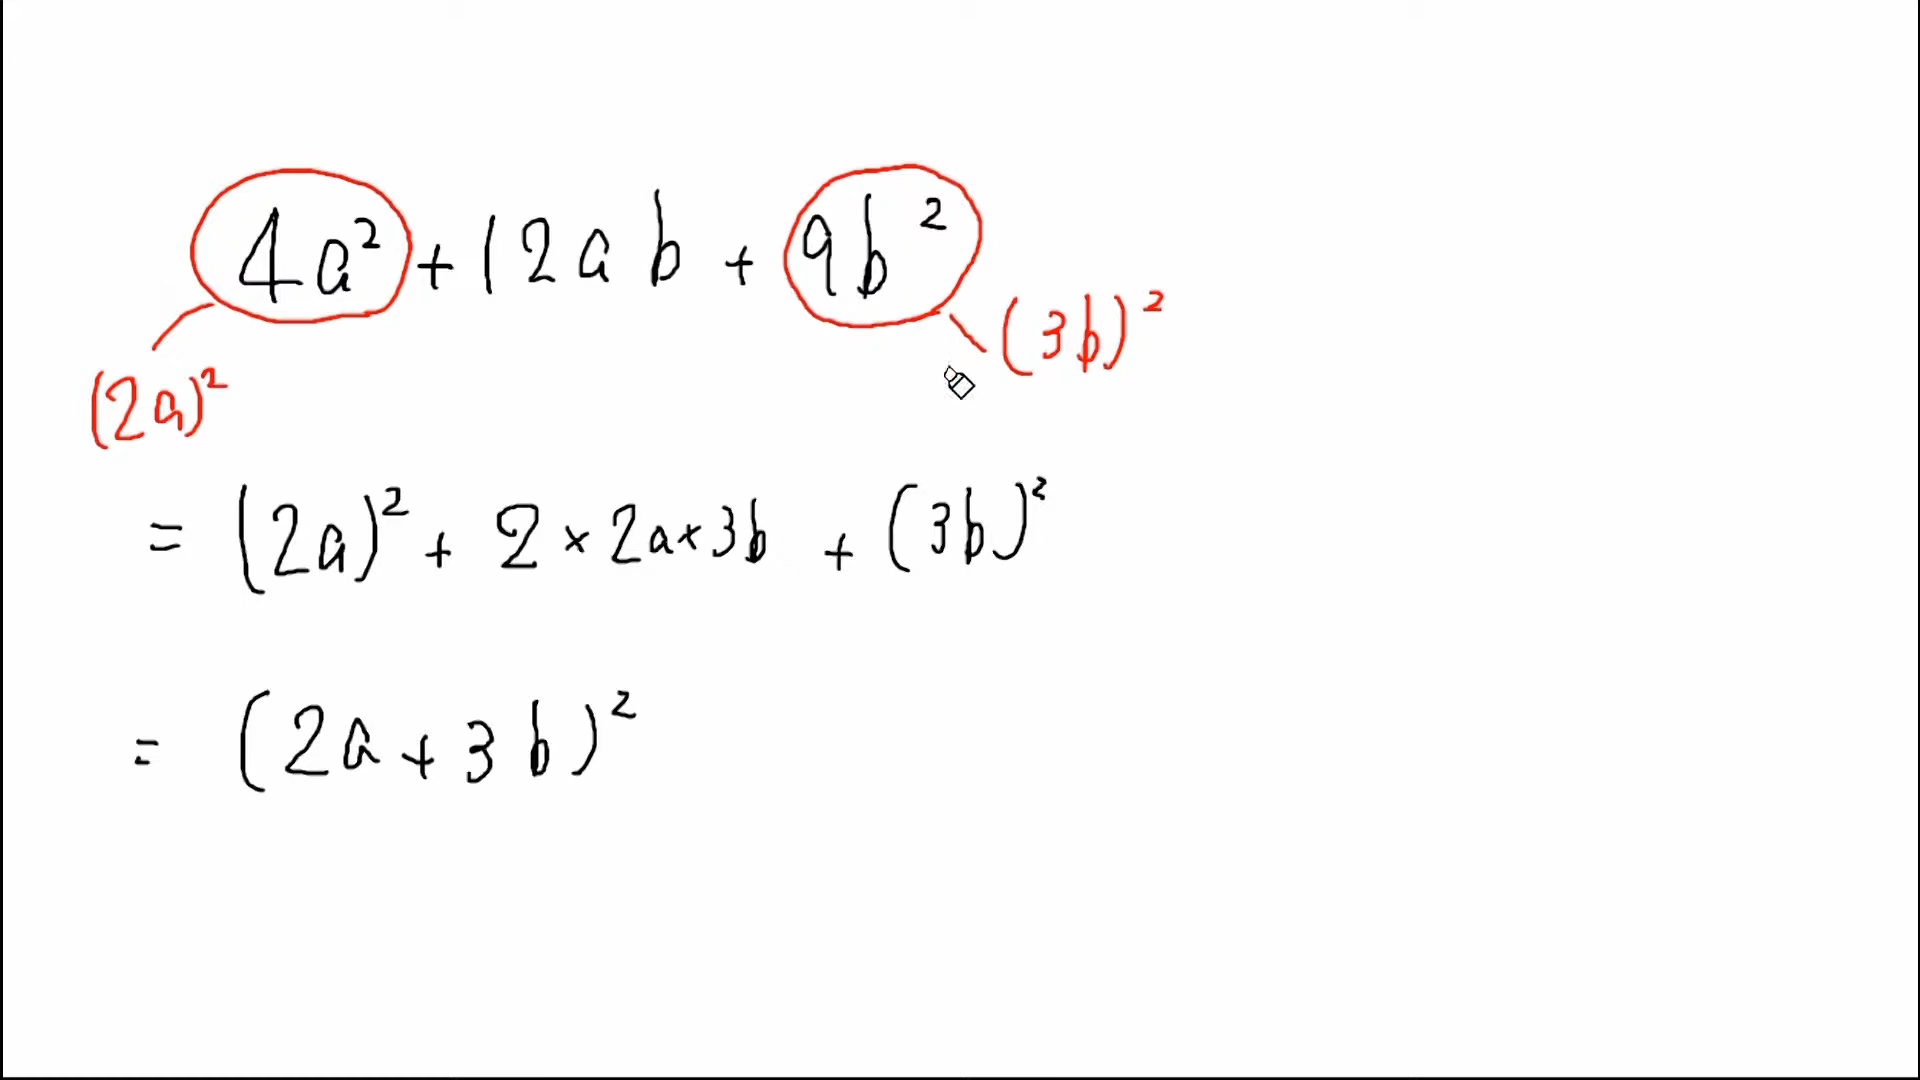 4a² + 12ab + 9b²
(3b)²
(2a)²
= (2a)² + 2 × 2a × 3b + (3b)²
= (2a + 3b)²